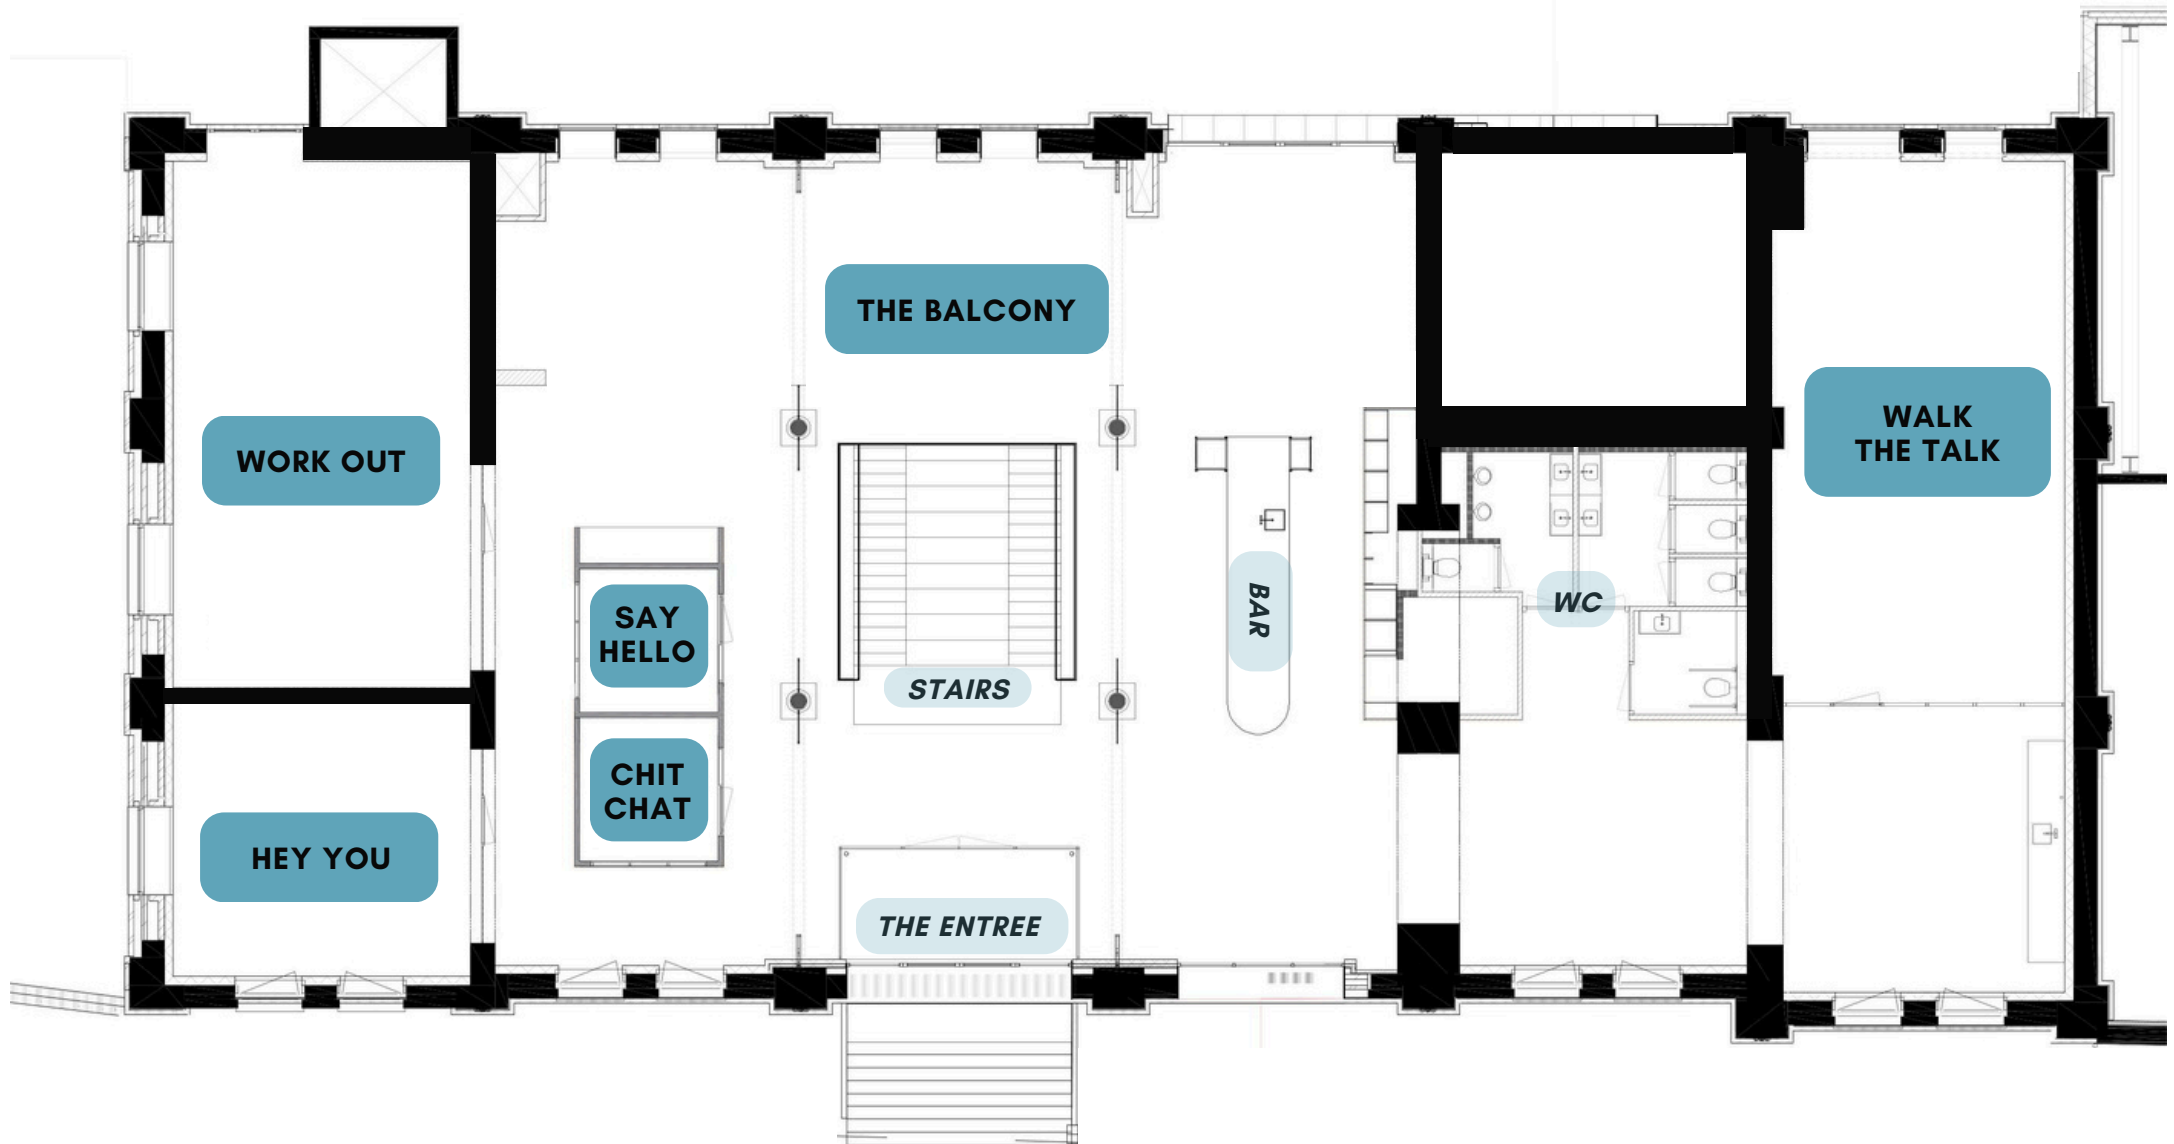 THE BALCONY
WALK
THE TALK
WORK OUT
SAY
HELLO
BAR
WC
STAIRS
CHIT
CHAT
HEY YOU
THE ENTREE